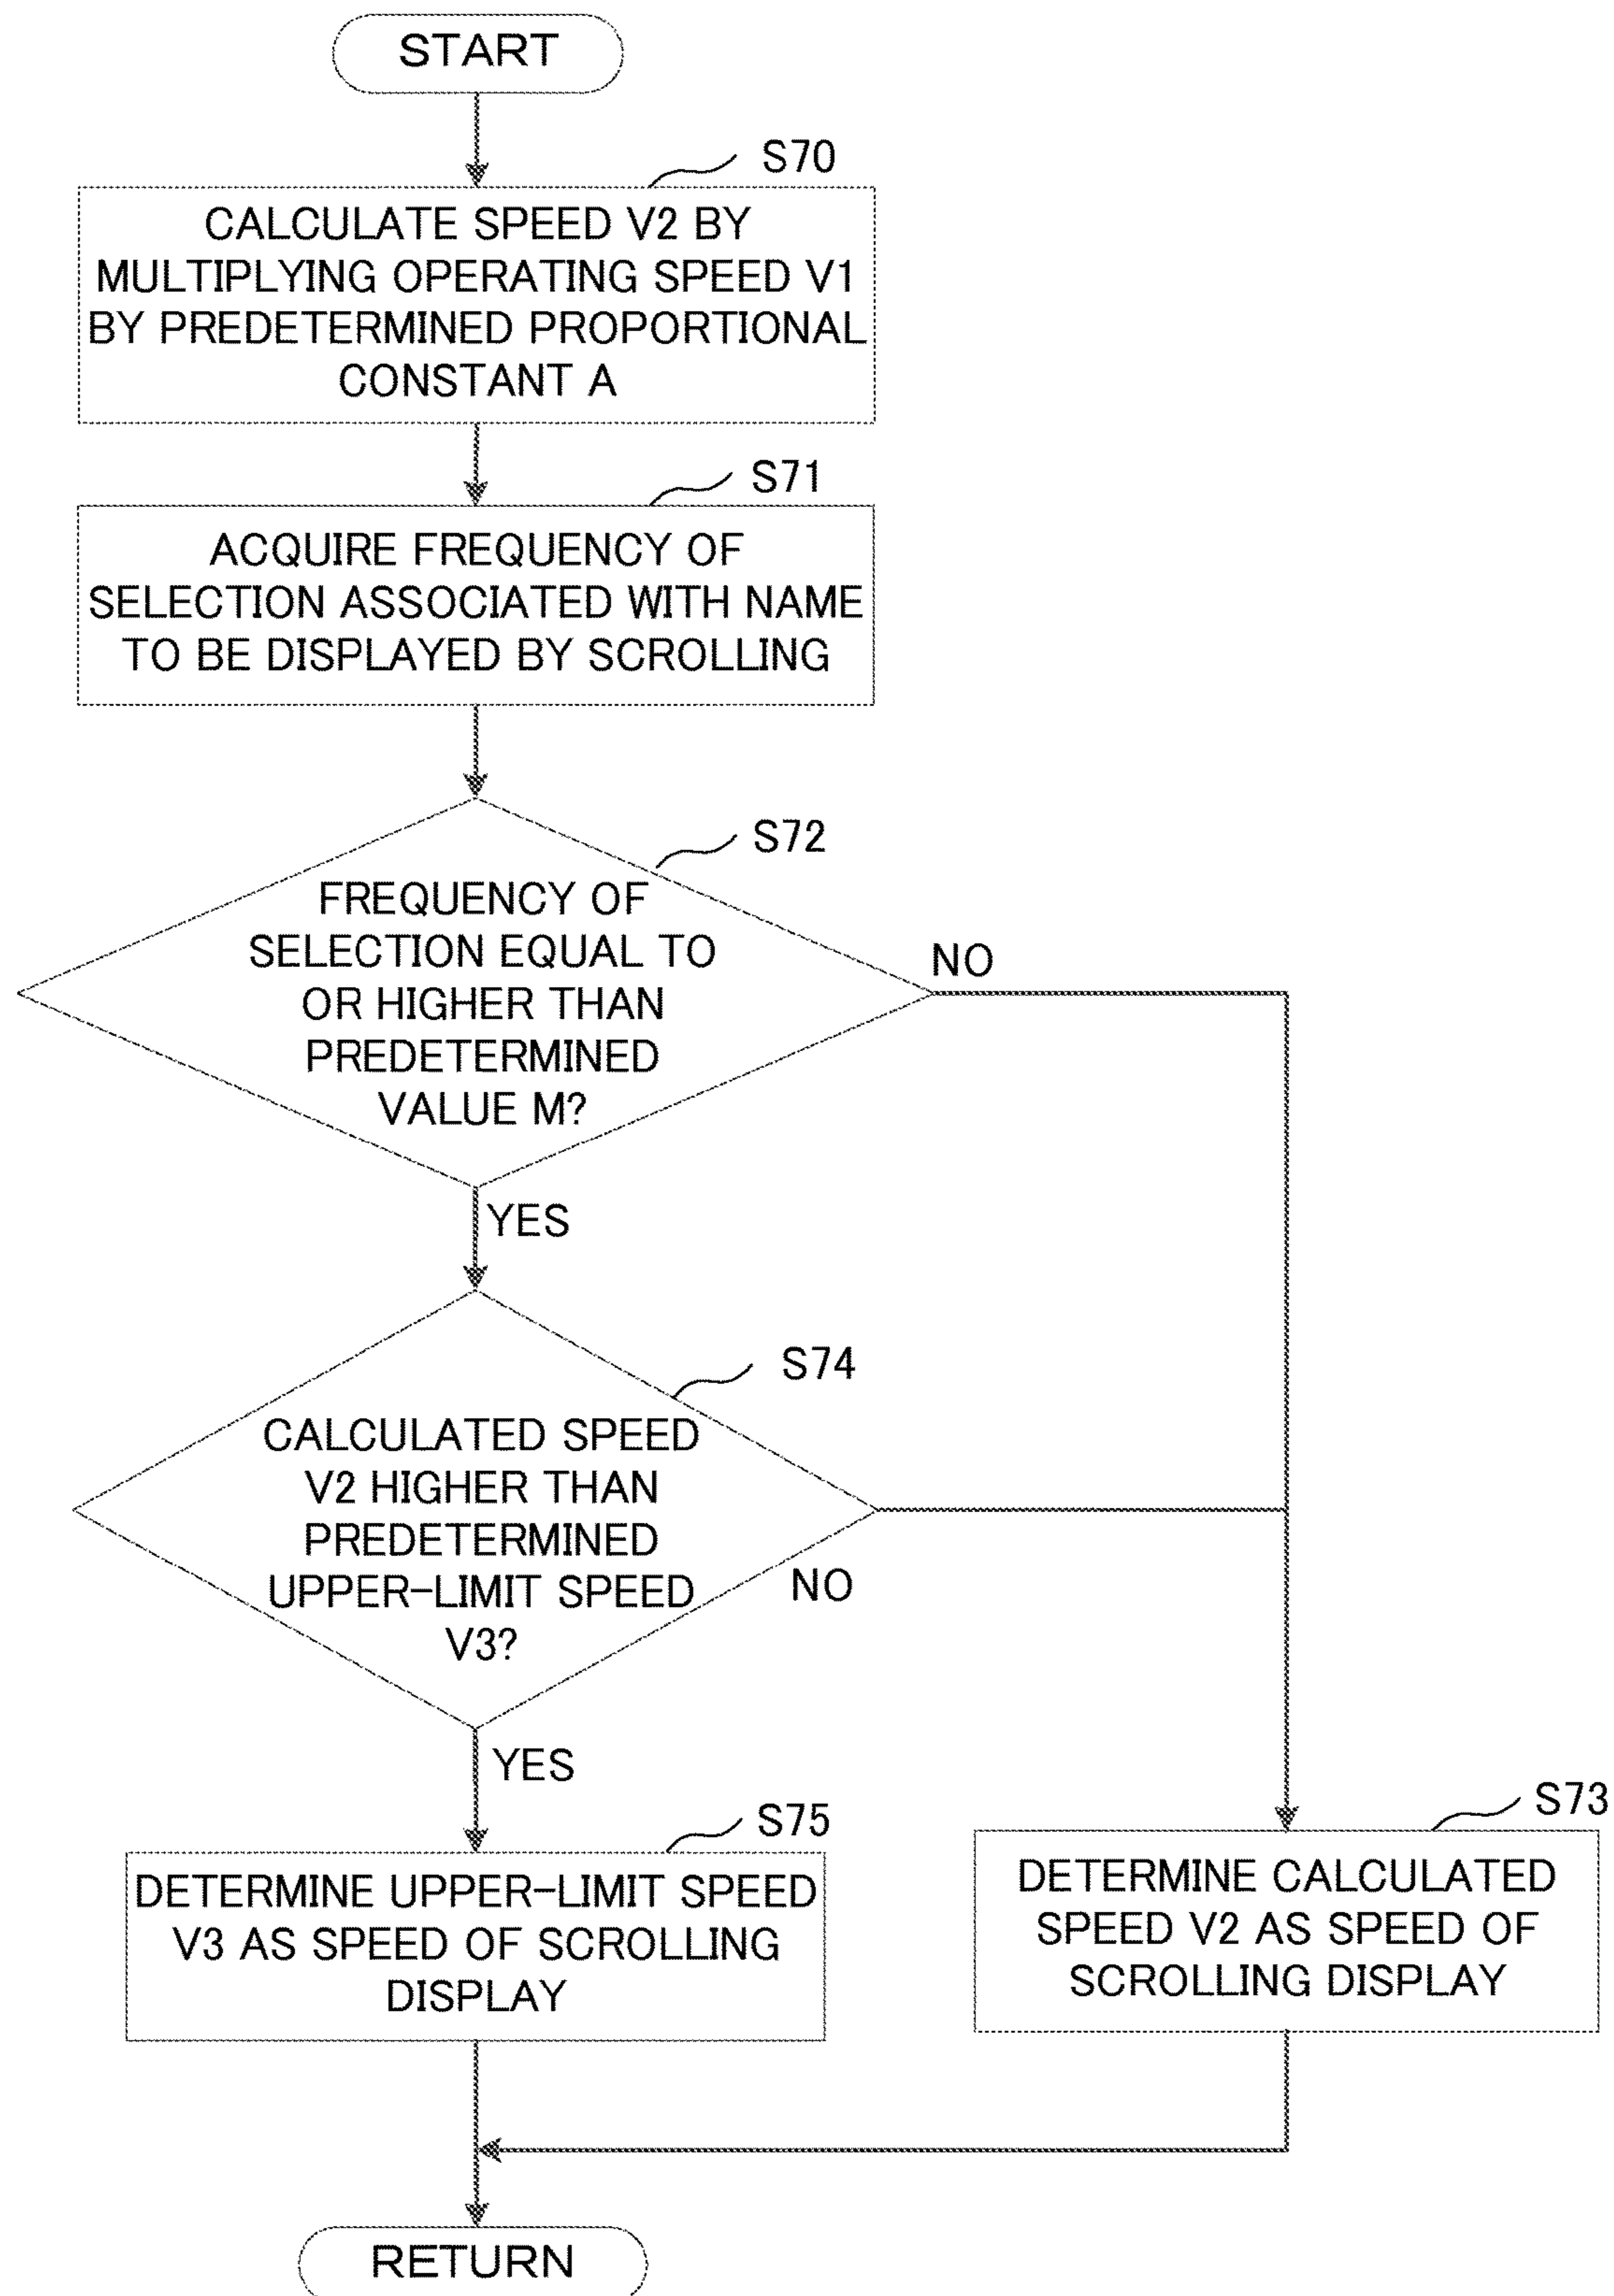 START
S70
CALCULATE SPEED V2 BY
MULTIPLYING OPERATING SPEED V1
BY PREDETERMINED PROPORTIONAL
CONSTANT A
S71
ACQUIRE FREQUENCY OF
SELECTION ASSOCIATED WITH NAME
TO BE DISPLAYED BY SCROLLING
S72
FREQUENCY OF
SELECTION EQUAL TO
OR HIGHER THAN
PREDETERMINED
VALUE M?
NO
YES
S74
CALCULATED SPEED
V2 HIGHER THAN
PREDETERMINED
UPPER-LIMIT SPEED
V3?
NO
YES
S75
DETERMINE UPPER-LIMIT SPEED
V3 AS SPEED OF SCROLLING
DISPLAY
S73
DETERMINE CALCULATED
SPEED V2 AS SPEED OF
SCROLLING DISPLAY
RETURN